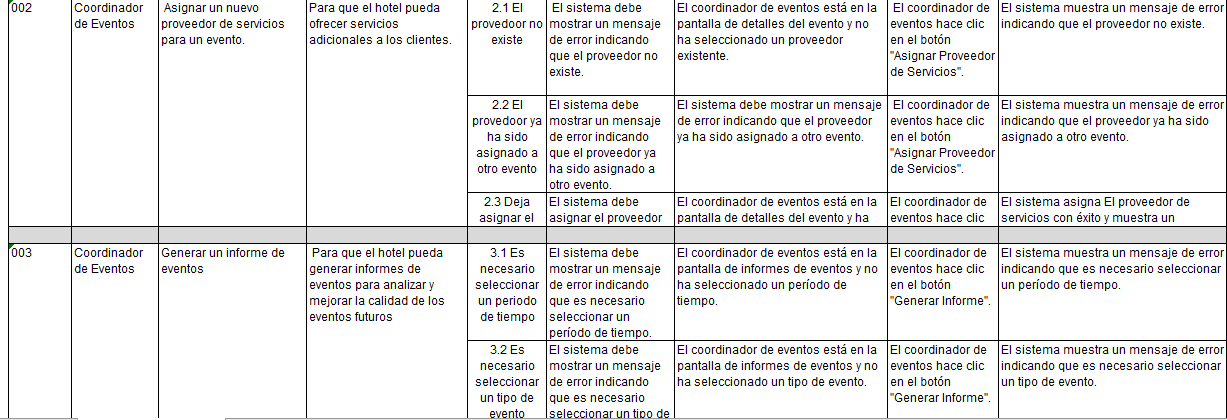 002
Coordinador
de Eventos
Asignar un nuevo
proveedor de servicios
para un evento.
Para que el hotel pueda
ofrecer servicios
adicionales a los clientes.
2.1 El
provedoor no
existe
El sistema debe
mostrar un mensaje
de error indicando
que el proveedor no
existe.
El coordinador de eventos está en la
pantalla de detalles del evento y no
ha seleccionado un proveedor
existente.
El coordinador de
eventos hace clic
en el botón
"Asignar Proveedor
de Servicios".
El sistema muestra un mensaje de error
indicando que el proveedor no existe.
2.2 El
provedoor ya
ha sido
asignado a
otro evento
El sistema debe
mostrar un mensaje
de error indicando
que el proveedor ya
ha sido asignado a
otro evento.
El sistema debe mostrar un mensaje
de error indicando que el proveedor
ya ha sido asignado a otro evento.
El coordinador de
eventos hace clic
en el botón
"Asignar Proveedor
de Servicios".
El sistema muestra un mensaje de error
indicando que el proveedor ya ha sido
asignado a otro evento.
2.3 Deja
asignar el
El sistema debe
asignar el proveedor
El coordinador de eventos está en la
pantalla de detalles del evento y ha
El coordinador de
eventos hace clic
El sistema asigna El proveedor de
servicios con éxito y muestra un
003
Coordinador
de Eventos
Generar un informe de
eventos
Para que el hotel pueda
generar informes de
eventos para analizar y
mejorar la calidad de los
eventos futuros
3.1 Es
necesario
seleccionar
un periodo
de tiempo
El sistema debe
mostrar un mensaje
de error indicando
que es necesario
seleccionar un
período de tiempo.
El coordinador de eventos está en la
pantalla de informes de eventos y no
ha seleccionado un período de
tiempo.
El coordinador de
eventos hace clic
en el botón
"Generar Informe".
El sistema muestra un mensaje de error
indicando que es necesario seleccionar
un período de tiempo.
3.2 Es
necesario
seleccionar
un tipo de
evento
El sistema debe
mostrar un mensaje
de error indicando
que es necesario
seleccionar un tipo de
El coordinador de eventos está en la
pantalla de informes de eventos y no
ha seleccionado un tipo de evento.
El coordinador de
eventos hace clic
en el botón
"Generar Informe".
El sistema muestra un mensaje de error
indicando que es necesario seleccionar
un tipo de evento.